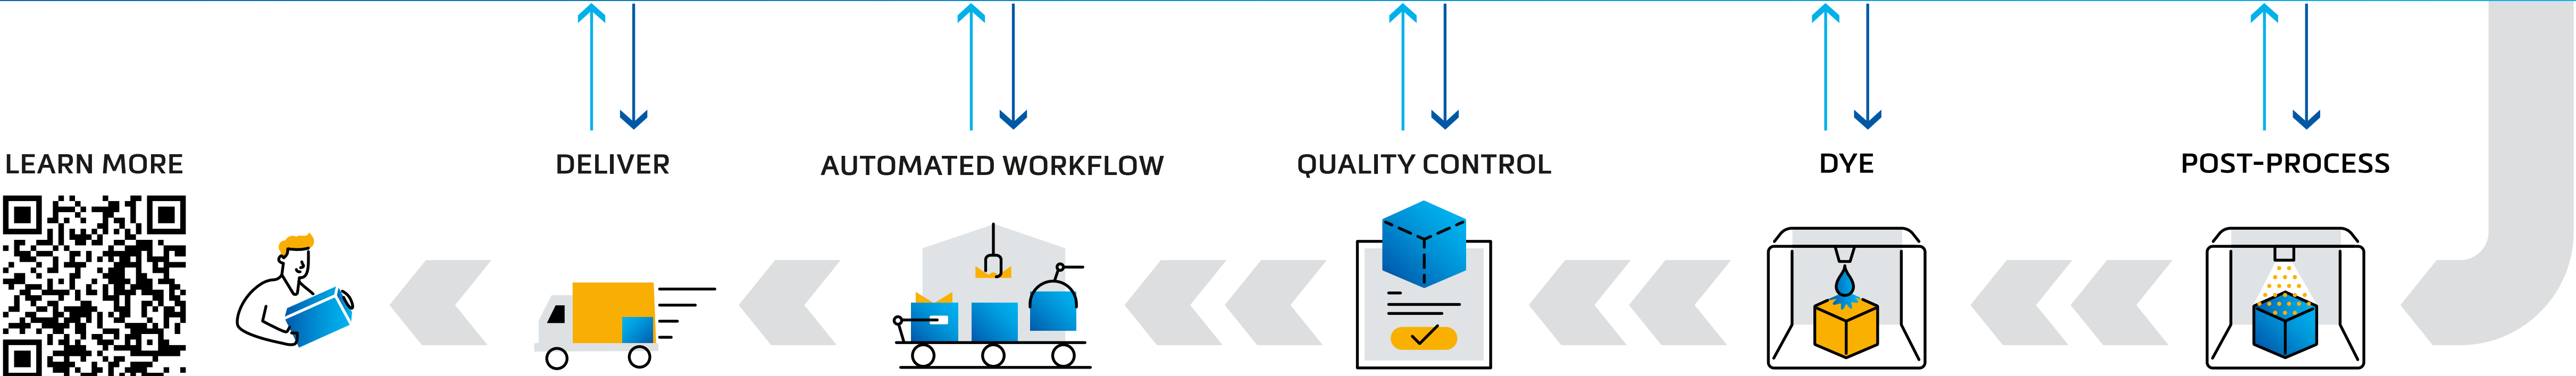 LEARN MORE
DELIVER
AUTOMATED WORKFLOW
QUALITY CONTROL
DYE
POST-PROCESS